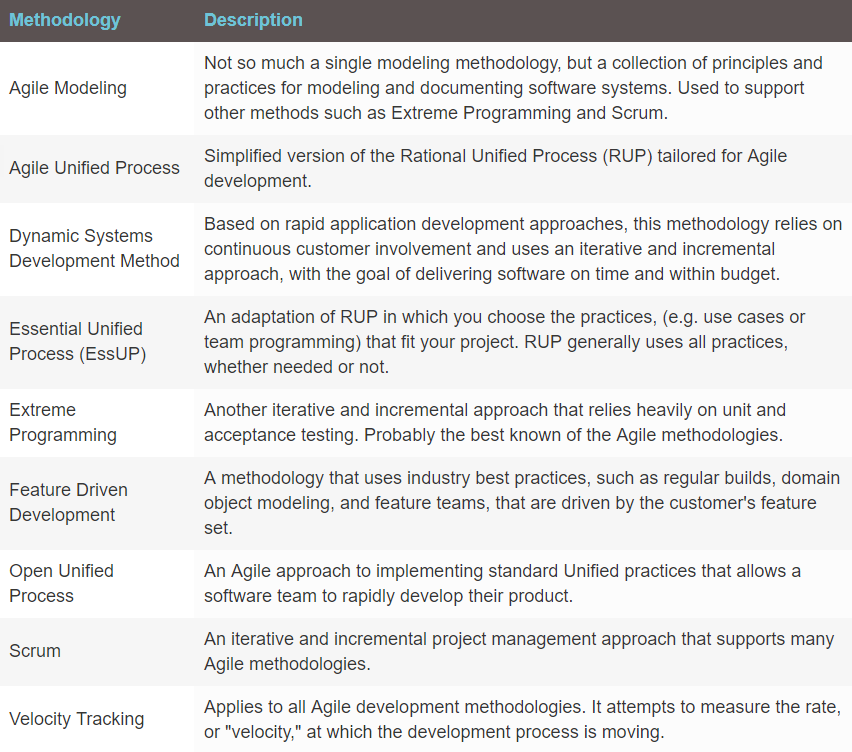 Methodology Description
Agile Modeling
Not so much a single modeling methodology, but a collection of principles and
practices for modeling and documenting software systems. Used to support
other methods such as Extreme Programming and Scrum.
Agile Unified Process
Simplified version of the Rational Unified Process (RUP) tailored for Agile
development.
Dynamic Systems
Development Method
Based on rapid application development approaches, this methodology relies on
continuous customer involvement and uses an iterative and incremental
approach, with the goal of delivering software on time and within budget.
Essential Unified
Process (EssUP)
An adaptation of RUP in which you choose the practices, (e.g. use cases or
team programming) that fit your project. RUP generally uses all practices,
whether needed or not.
Extreme
Programming
Another iterative and incremental approach that relies heavily on unit and
acceptance testing. Probably the best known of the Agile methodologies.
Feature Driven
Development
A methodology that uses industry best practices, such as regular builds, domain
object modeling, and feature teams, that are driven by the customer's feature
set.
Open Unified
Process
An Agile approach to implementing standard Unified practices that allows a
software team to rapidly develop their product.
Scrum
An iterative and incremental project management approach that supports many
Agile methodologies.
Velocity Tracking
Applies to all Agile development methodologies. It attempts to measure the rate,
or "velocity," at which the development process is moving.